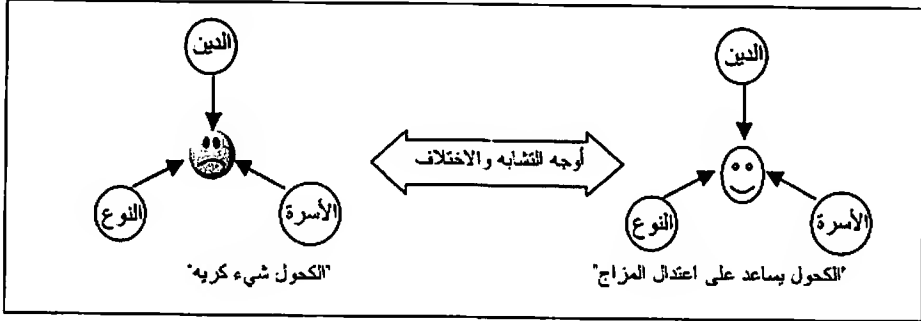 الدين
الدين
أوجه التشابه والاختلاف
الأسرة
النوع
الأسرة
النوع
"الكحول يساعد على اعتدال المزاج"
"الكحول شيء كريه"